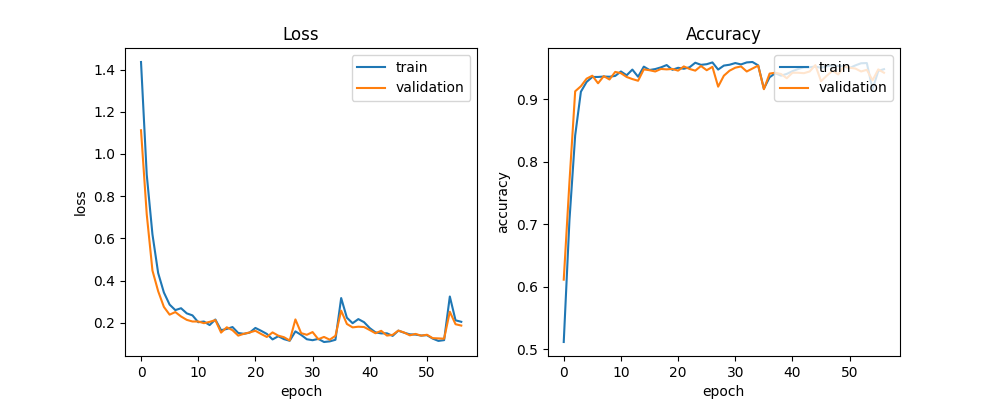 Loss
train
validation
1.4
1.2
1.0
0.8
0.6
0.4
0.2
loss
0 10 20 30 40 50
epoch
Accuracy
train
validation
0.9
0.8
0.7
0.6
0.5
accuracy
0 10 20 30 40 50
epoch